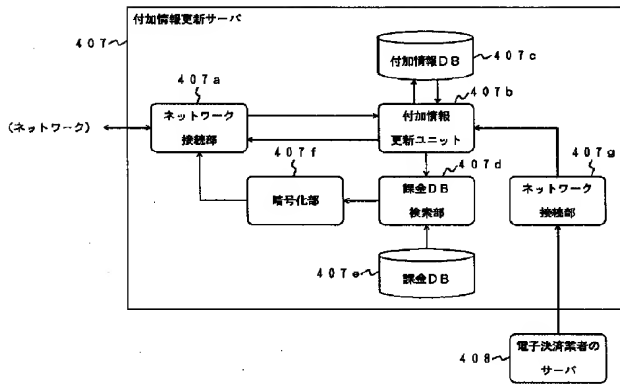 付加情報更新サーバ
407
407c
付加情報DB
407a
407b
(ネットワーク)
ネットワーク
接続部
付加情報
更新ユニット
407f
407d
407g
暗号化部
課金DB
検索部
ネットワーク
接続部
407e
課金DB
408
電子決済業者の
サーバ